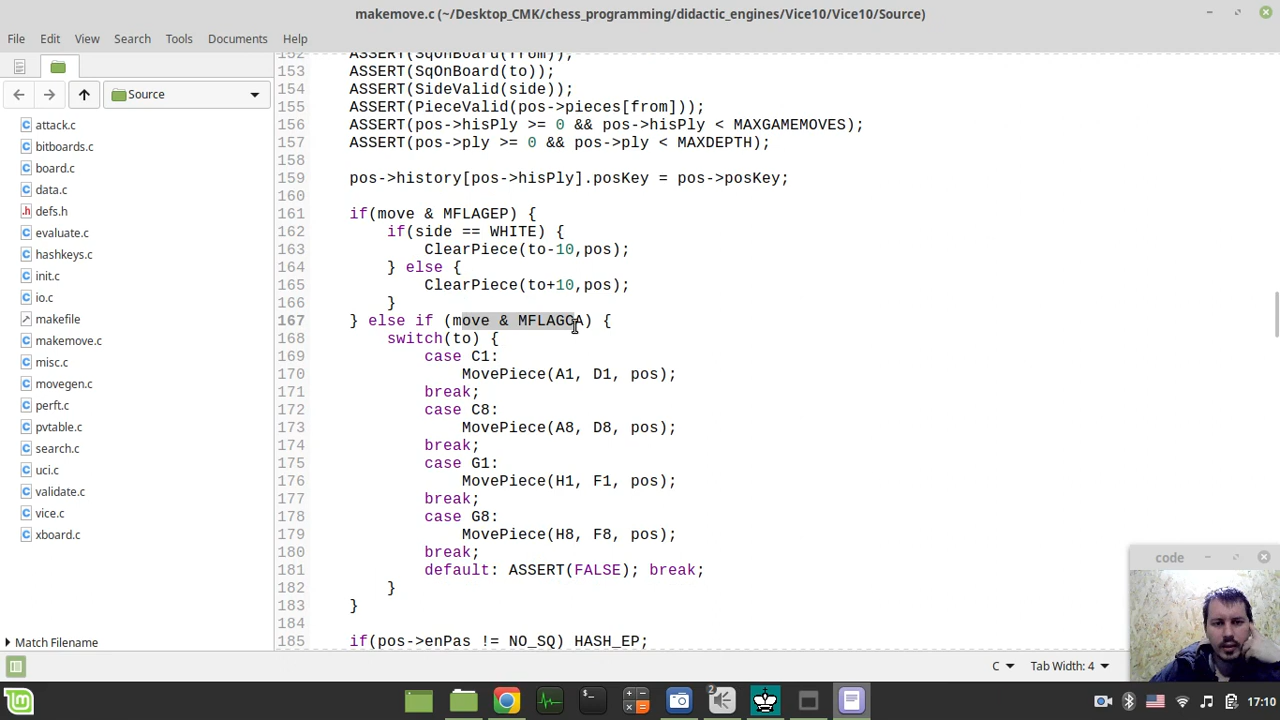 makemove.c (~/Desktop_CMK/chess_programming/didactic_engines/Vice10/Vice10/Source)
File Edit View Search Tools Documents Help
Source
attack.c
bitboards.c
board.c
data.c
defs.h
evaluate.c
hashkeys.c
init.c
io.c
makefile
makemove.c
misc.c
movegen.c
perft.c
pvtable.c
search.c
uci.c
validate.c
vice.c
xboard.c
Match Filename
152 ASSERT(SqOnBoard(from));
153 ASSERT(SqOnBoard(to));
154 ASSERT(SideValid(side));
155 ASSERT(PieceValid(pos->pieces[from]));
156 ASSERT(pos->hisPly >= 0 && pos->hisPly < MAXGAMEMOVES);
157 ASSERT(pos->ply >= 0 && pos->ply < MAXDEPTH);
158
159 pos->history[pos->hisPly].posKey = pos->posKey;
160
161 if(move & MFLAGEP) {
162 if(side == WHITE) {
163 ClearPiece(to-10,pos);
164 } else {
165 ClearPiece(to+10,pos);
166 }
167 } else if (move & MFLAGCA) {
168 switch(to) {
169 case C1:
170 MovePiece(A1, D1, pos);
171 break;
172 case C8:
173 MovePiece(A8, D8, pos);
174 break;
175 case G1:
176 MovePiece(H1, F1, pos);
177 break;
178 case G8:
179 MovePiece(H8, F8, pos);
180 break;
181 default: ASSERT(FALSE); break;
182 }
183 }
184
185 if(pos->enPas != NO_SQ) HASH_EP;
code
C Tab Width: 4
2
17:10